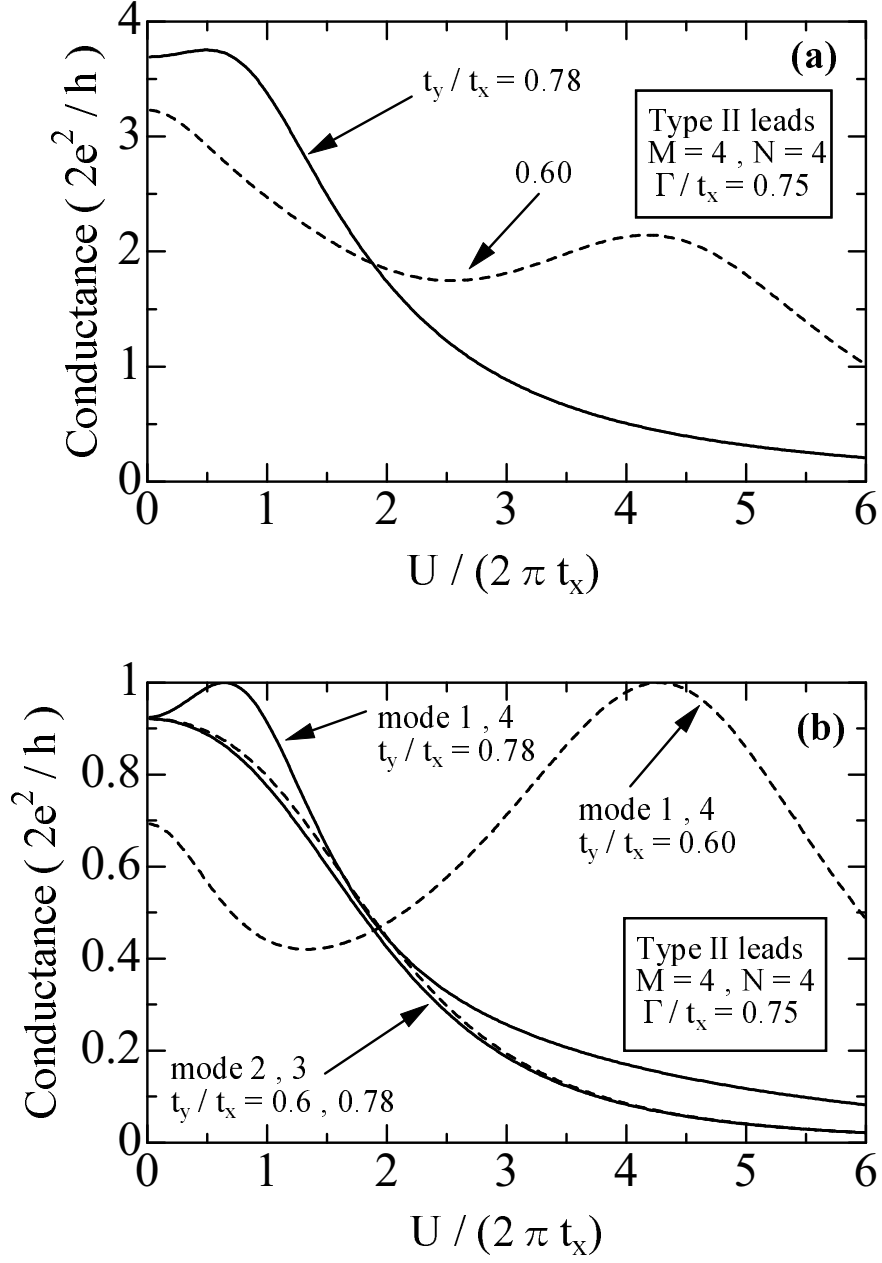 4
3
2
1
0
Conductance ( 2e² / h )
(a)
t_y / t_x = 0.78
0.60
Type II leads
M = 4 , N = 4
Γ / t_x = 0.75
0 1 2 3 4 5 6
U / (2 π t_x)
1
0.8
0.6
0.4
0.2
0
Conductance ( 2e² / h )
(b)
mode 1 , 4
t_y / t_x = 0.78
mode 1 , 4
t_y / t_x = 0.60
Type II leads
M = 4 , N = 4
Γ / t_x = 0.75
mode 2 , 3
t_y / t_x = 0.6 , 0.78
0 1 2 3 4 5 6
U / (2 π t_x)